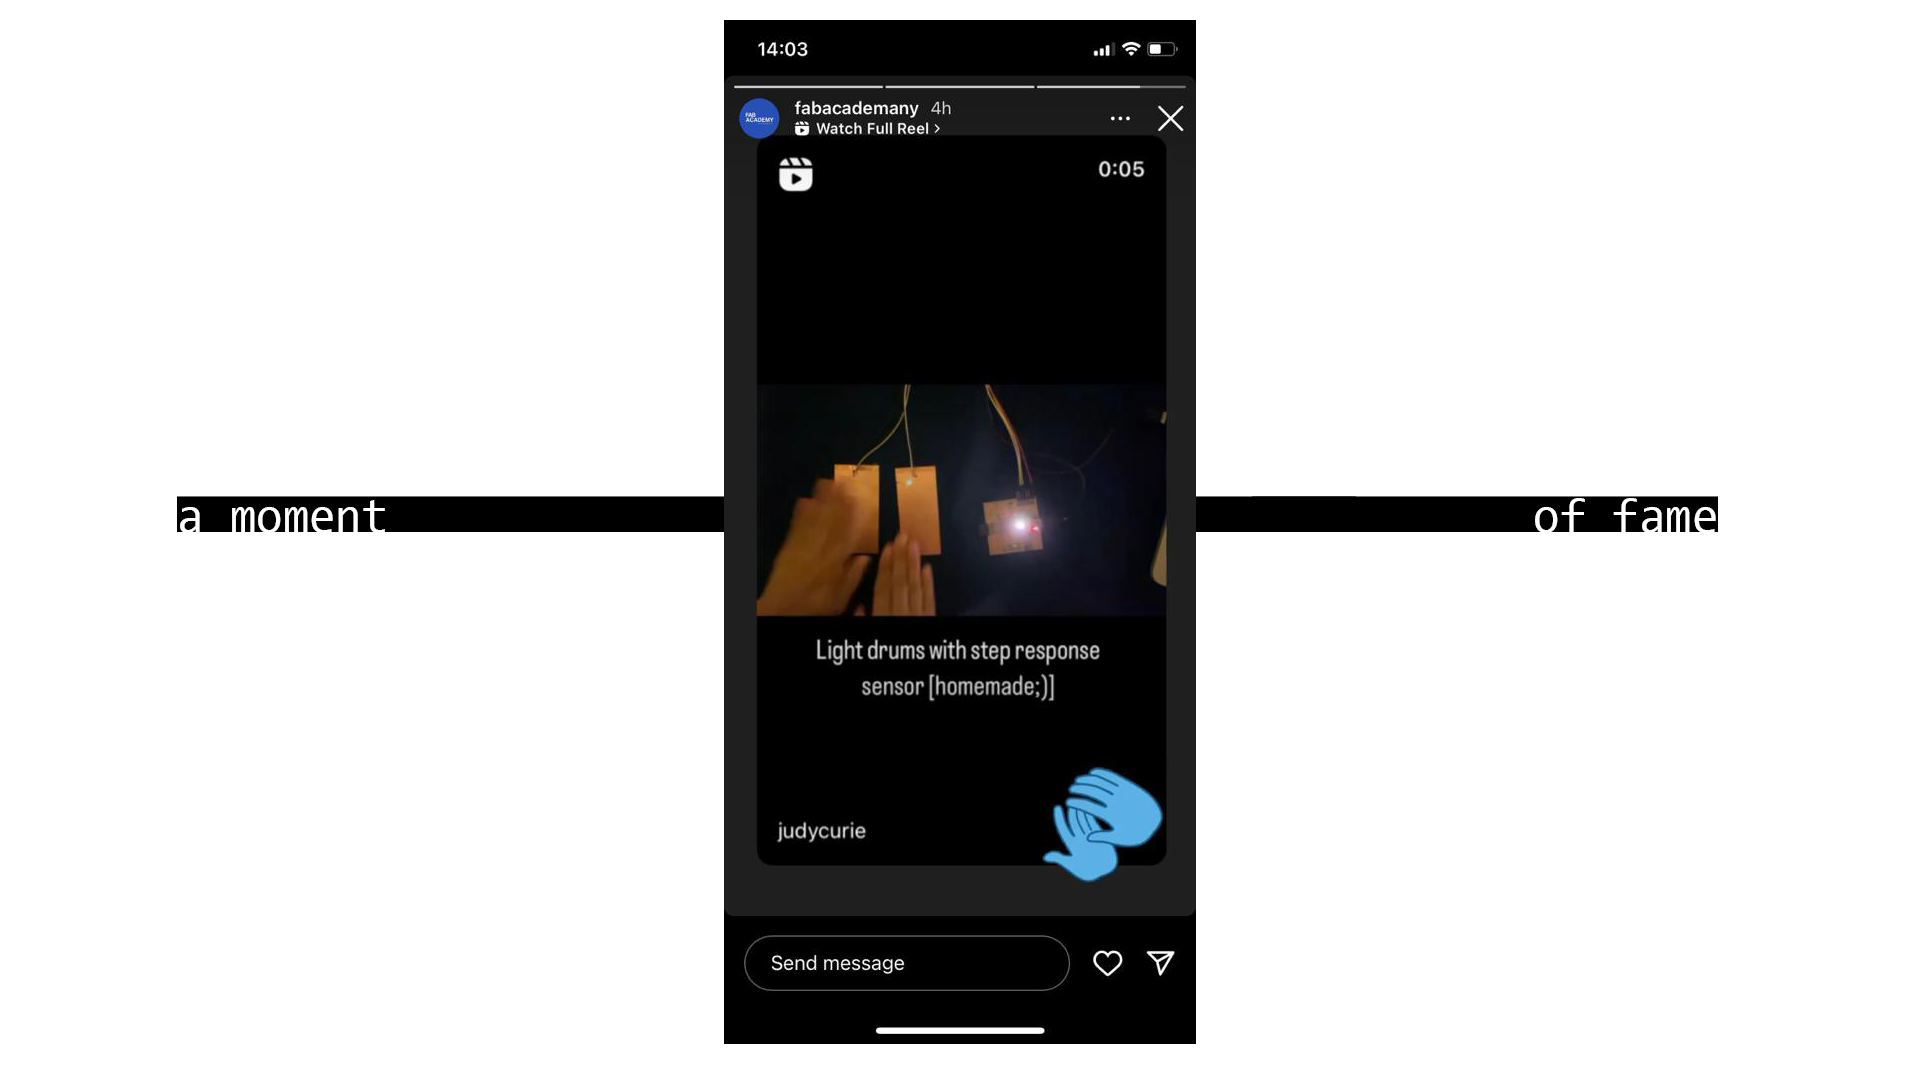 14:03
FAB ACADEMY
fabacademany 4h
Watch Full Reel >
0:05
a moment
of fame
Light drums with step response
sensor [homemade;)]
judycurie
Send message